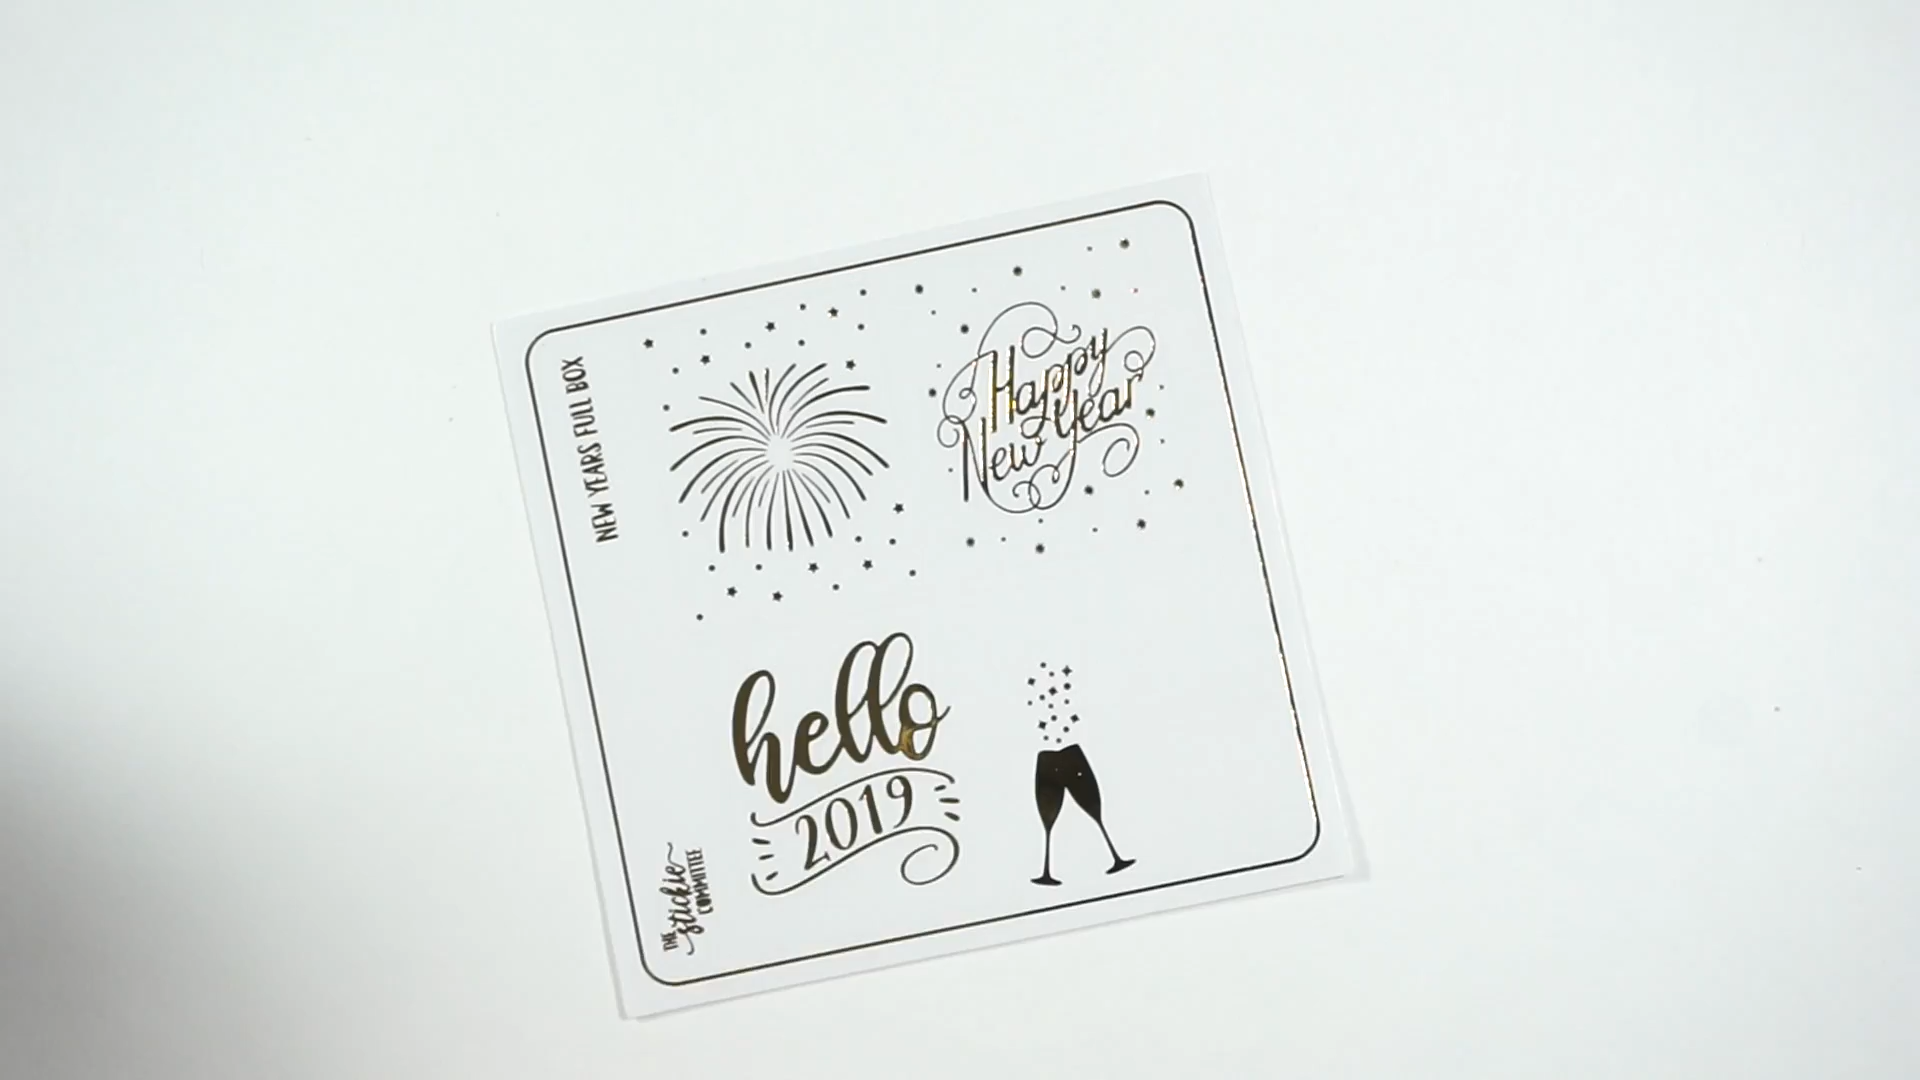 NEW YEARS FULL BOX
Happy
New Year
hello
2019
THE
stickie
COMMITTEE